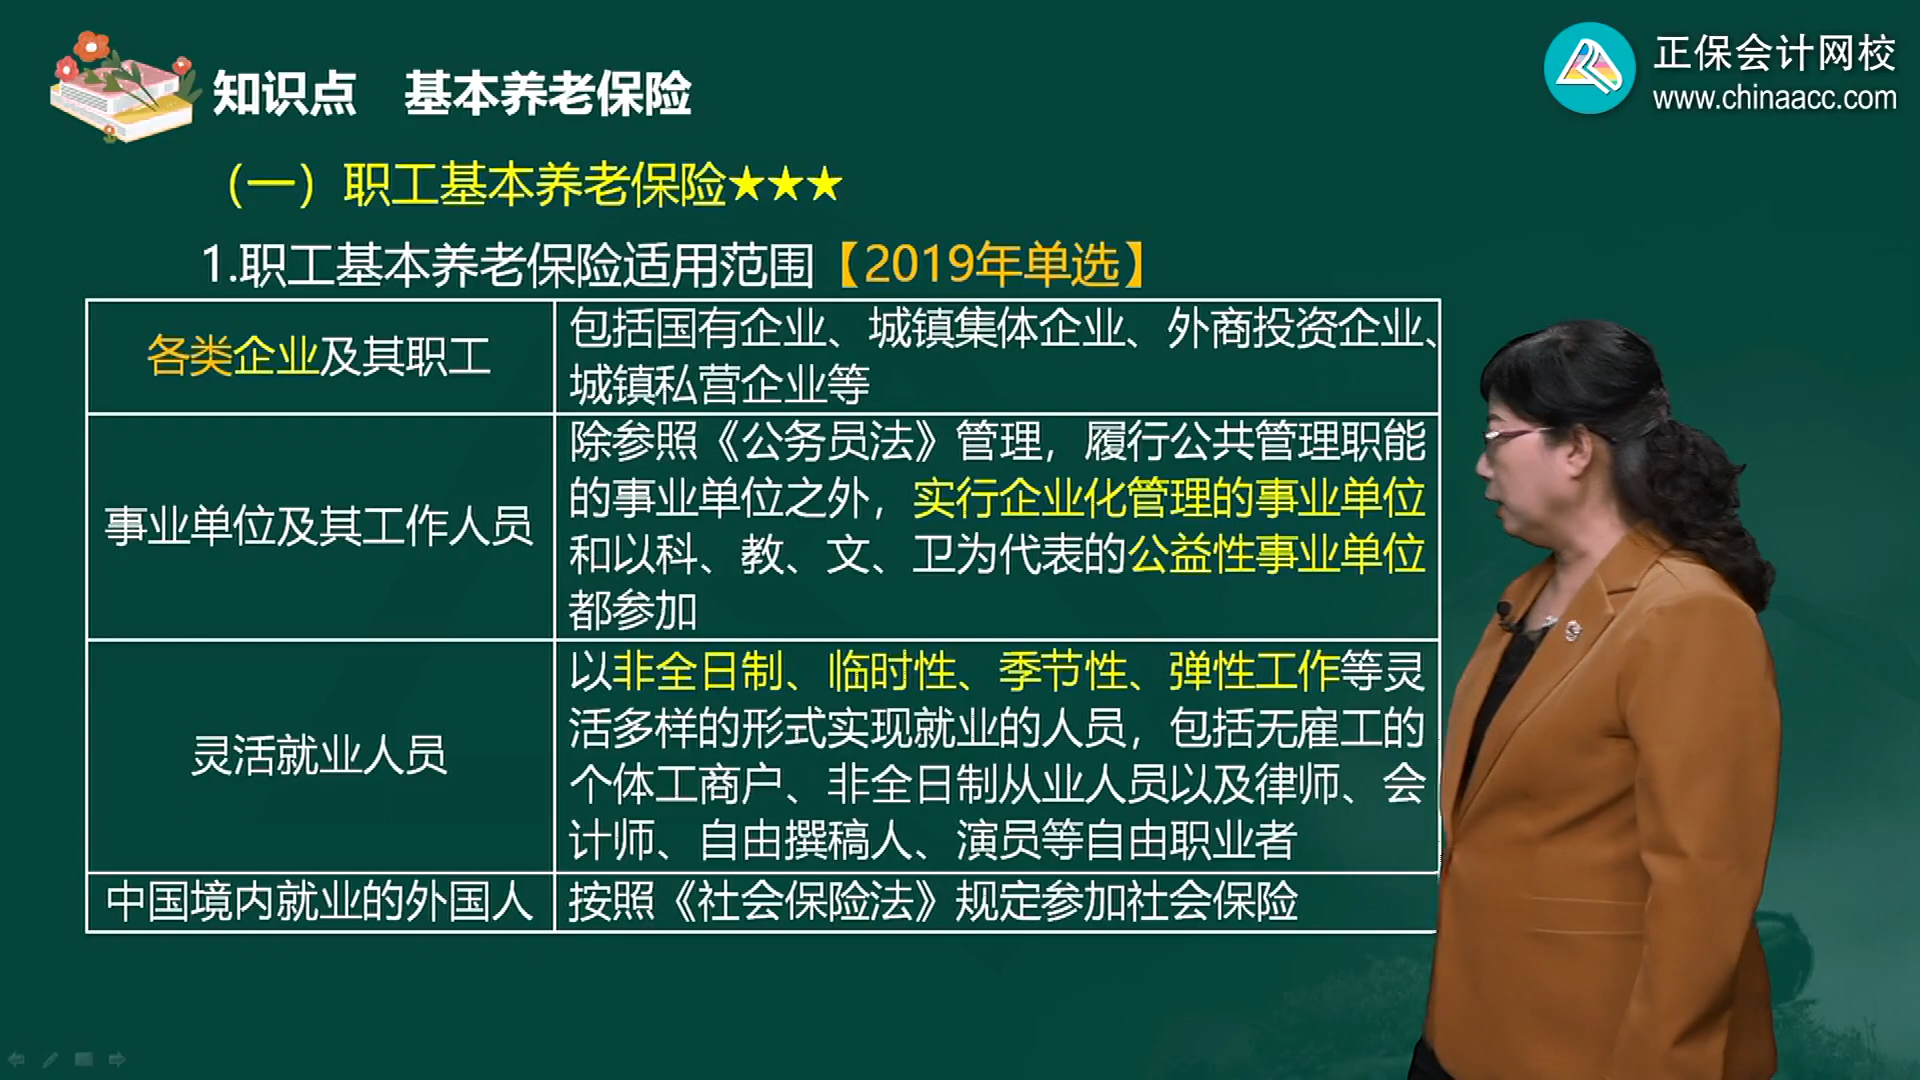 正保会计网校
www.chinaacc.com
知识点 基本养老保险
（一）职工基本养老保险★★★
1.职工基本养老保险适用范围【2019年单选】
各类企业及其职工
包括国有企业、城镇集体企业、外商投资企业、
城镇私营企业等
事业单位及其工作人员
除参照《公务员法》管理，履行公共管理职能
的事业单位之外，实行企业化管理的事业单位
和以科、教、文、卫为代表的公益性事业单位
都参加
灵活就业人员
以非全日制、临时性、季节性、弹性工作等灵
活多样的形式实现就业的人员，包括无雇工的
个体工商户、非全日制从业人员以及律师、会
计师、自由撰稿人、演员等自由职业者
中国境内就业的外国人
按照《社会保险法》规定参加社会保险